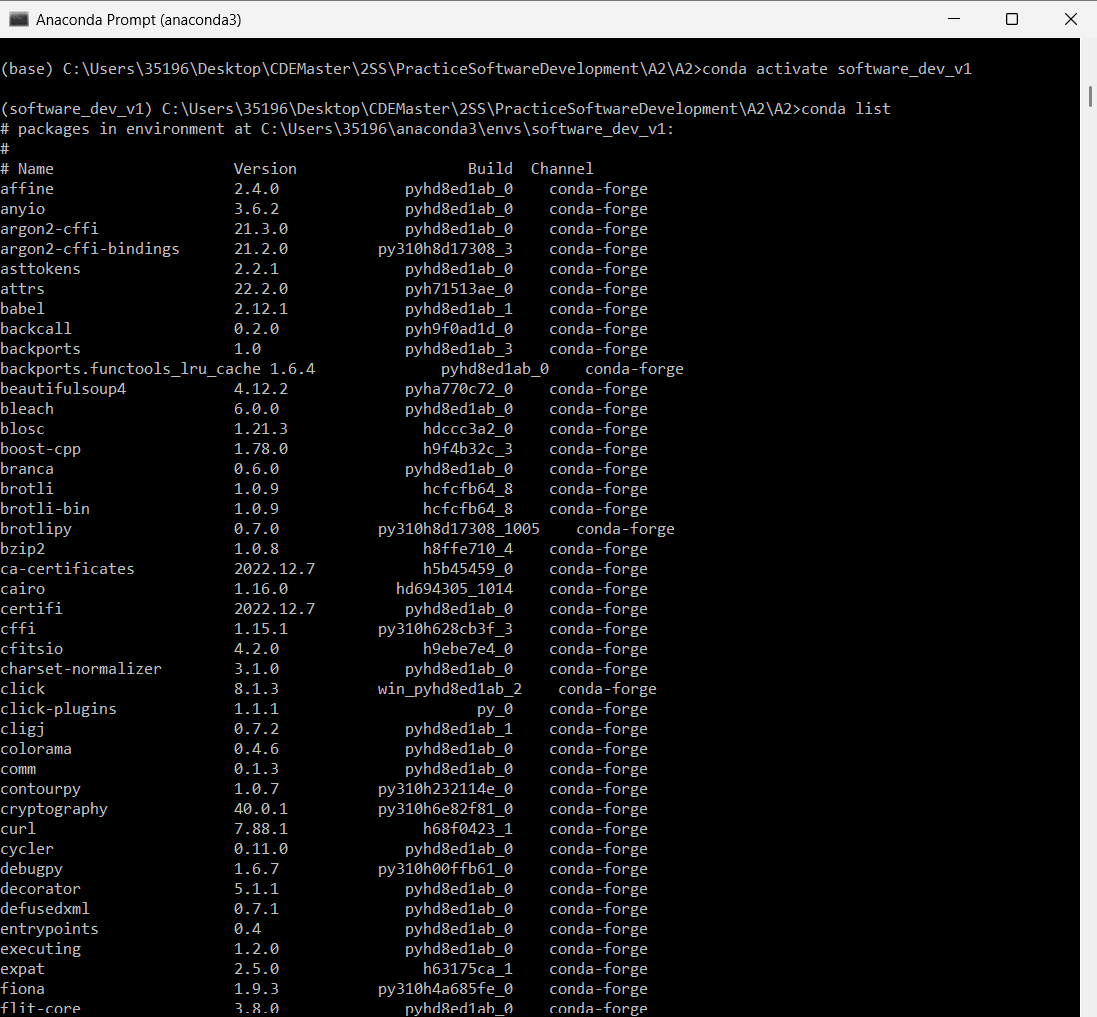 Anaconda Prompt (anaconda3)
(base) C:\Users\35196\Desktop\CDEMaster\2SS\PracticeSoftwareDevelopment\A2\A2>conda activate software_dev_v1
(software_dev_v1) C:\Users\35196\Desktop\CDEMaster\2SS\PracticeSoftwareDevelopment\A2\A2>conda list
# packages in environment at C:\Users\35196\anaconda3\envs\software_dev_v1:
#
# Name                    Version                   Build  Channel
affine                    2.4.0              pyhd8ed1ab_0    conda-forge
anyio                     3.6.2              pyhd8ed1ab_0    conda-forge
argon2-cffi               21.3.0             pyhd8ed1ab_0    conda-forge
argon2-cffi-bindings      21.2.0          py310h8d17308_3    conda-forge
asttokens                 2.2.1              pyhd8ed1ab_0    conda-forge
attrs                     22.2.0             pyh71513ae_0    conda-forge
babel                     2.12.1             pyhd8ed1ab_1    conda-forge
backcall                  0.2.0              pyh9f0ad1d_0    conda-forge
backports                 1.0                pyhd8ed1ab_3    conda-forge
backports.functools_lru_cache 1.6.4              pyhd8ed1ab_0    conda-forge
beautifulsoup4            4.12.2             pyha770c72_0    conda-forge
bleach                    6.0.0              pyhd8ed1ab_0    conda-forge
blosc                     1.21.3               hdccc3a2_0    conda-forge
boost-cpp                 1.78.0               h9f4b32c_3    conda-forge
branca                    0.6.0              pyhd8ed1ab_0    conda-forge
brotli                    1.0.9                hcfcfb64_8    conda-forge
brotli-bin                1.0.9                hcfcfb64_8    conda-forge
brotlipy                  0.7.0           py310h8d17308_1005    conda-forge
bzip2                     1.0.8                h8ffe710_4    conda-forge
ca-certificates           2022.12.7            h5b45459_0    conda-forge
cairo                     1.16.0            hd694305_1014    conda-forge
certifi                   2022.12.7          pyhd8ed1ab_0    conda-forge
cffi                      1.15.1          py310h628cb3f_3    conda-forge
cfitsio                   4.2.0                h9ebe7e4_0    conda-forge
charset-normalizer        3.1.0              pyhd8ed1ab_0    conda-forge
click                     8.1.3           win_pyhd8ed1ab_2    conda-forge
click-plugins             1.1.1                      py_0    conda-forge
cligj                     0.7.2              pyhd8ed1ab_1    conda-forge
colorama                  0.4.6              pyhd8ed1ab_0    conda-forge
comm                      0.1.3              pyhd8ed1ab_0    conda-forge
contourpy                 1.0.7           py310h232114e_0    conda-forge
cryptography              40.0.1          py310h6e82f81_0    conda-forge
curl                      7.88.1               h68f0423_1    conda-forge
cycler                    0.11.0             pyhd8ed1ab_0    conda-forge
debugpy                   1.6.7           py310h00ffb61_0    conda-forge
decorator                 5.1.1              pyhd8ed1ab_0    conda-forge
defusedxml                0.7.1              pyhd8ed1ab_0    conda-forge
entrypoints               0.4                pyhd8ed1ab_0    conda-forge
executing                 1.2.0              pyhd8ed1ab_0    conda-forge
expat                     2.5.0                h63175ca_1    conda-forge
fiona                     1.9.3           py310h4a685fe_0    conda-forge
flit-core                 3.8.0              pyhd8ed1ab_0    conda-forge